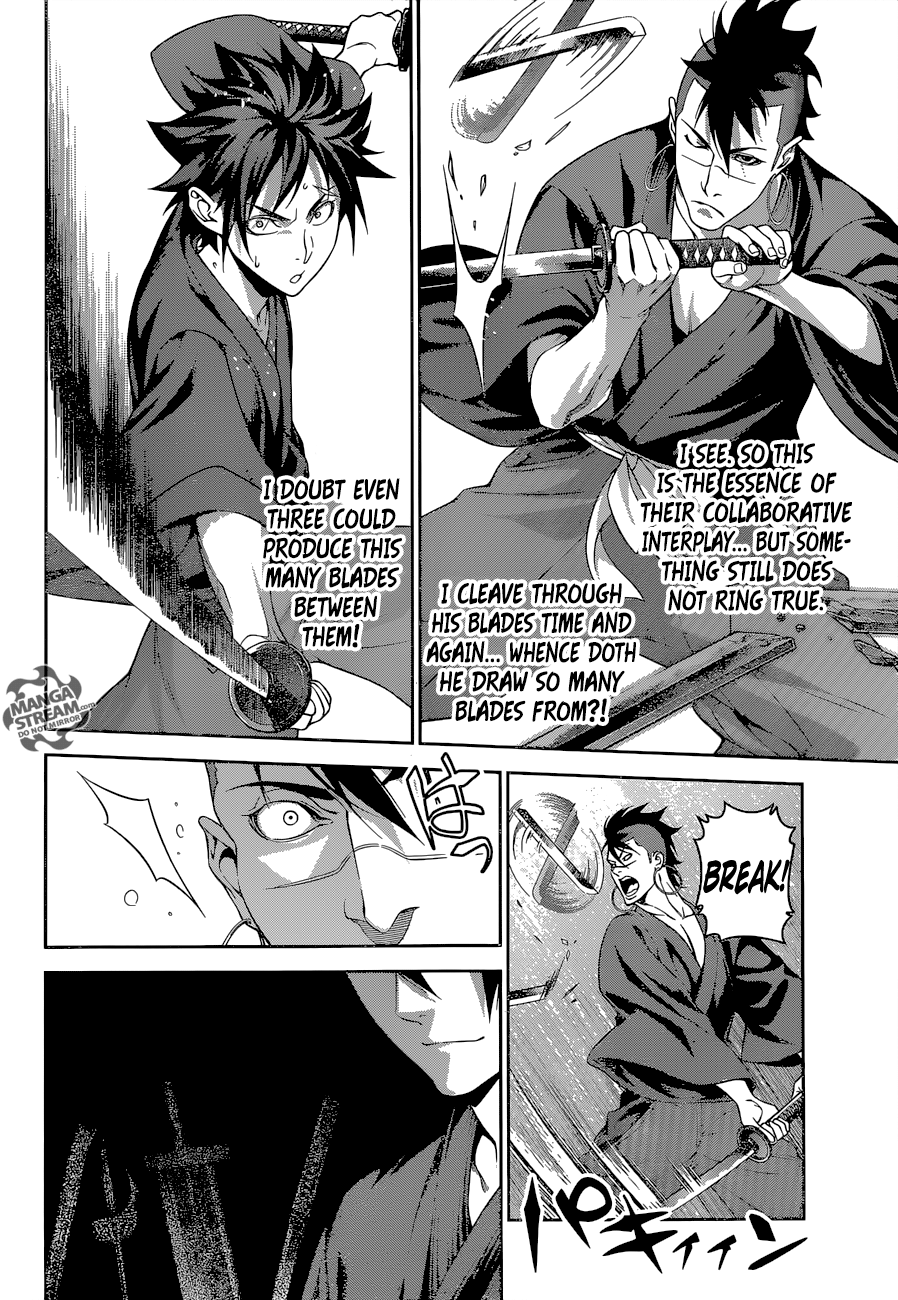 I SEE. SO THIS
IS THE ESSENCE OF
THEIR COLLABORATIVE
INTERPLAY... BUT SOME-
THING STILL DOES
NOT RING TRUE.
I CLEAVE THROUGH
HIS BLADES TIME AND
AGAIN... WHENCE DOTH
HE DRAW SO MANY
BLADES FROM?!
I DOUBT EVEN
THREE COULD
PRODUCE THIS
MANY BLADES
BETWEEN
THEM!
MANGA
STREAM.com
DO NOT MIRROR
BREAK!
パキィィン
はっ